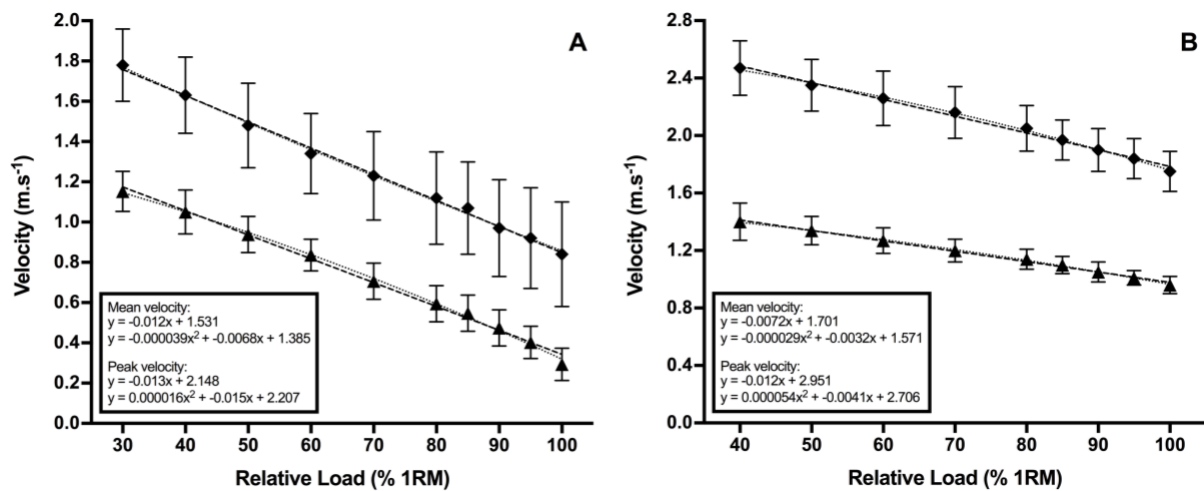 A
Velocity (m.s⁻¹)
2.0
1.8
1.6
1.4
1.2
1.0
0.8
0.6
0.4
0.2
0.0
Mean velocity:
y = -0.012x + 1.531
y = -0.000039x² + -0.0068x + 1.385
Peak velocity:
y = -0.013x + 2.148
y = 0.000016x² + -0.015x + 2.207
30 40 50 60 70 80 90 100
Relative Load (% 1RM)
B
Velocity (m.s⁻¹)
2.8
2.4
2.0
1.6
1.2
0.8
0.4
0.0
Mean velocity:
y = -0.0072x + 1.701
y = -0.000029x² + -0.0032x + 1.571
Peak velocity:
y = -0.012x + 2.951
y = 0.000054x² + -0.0041x + 2.706
40 50 60 70 80 90 100
Relative Load (% 1RM)